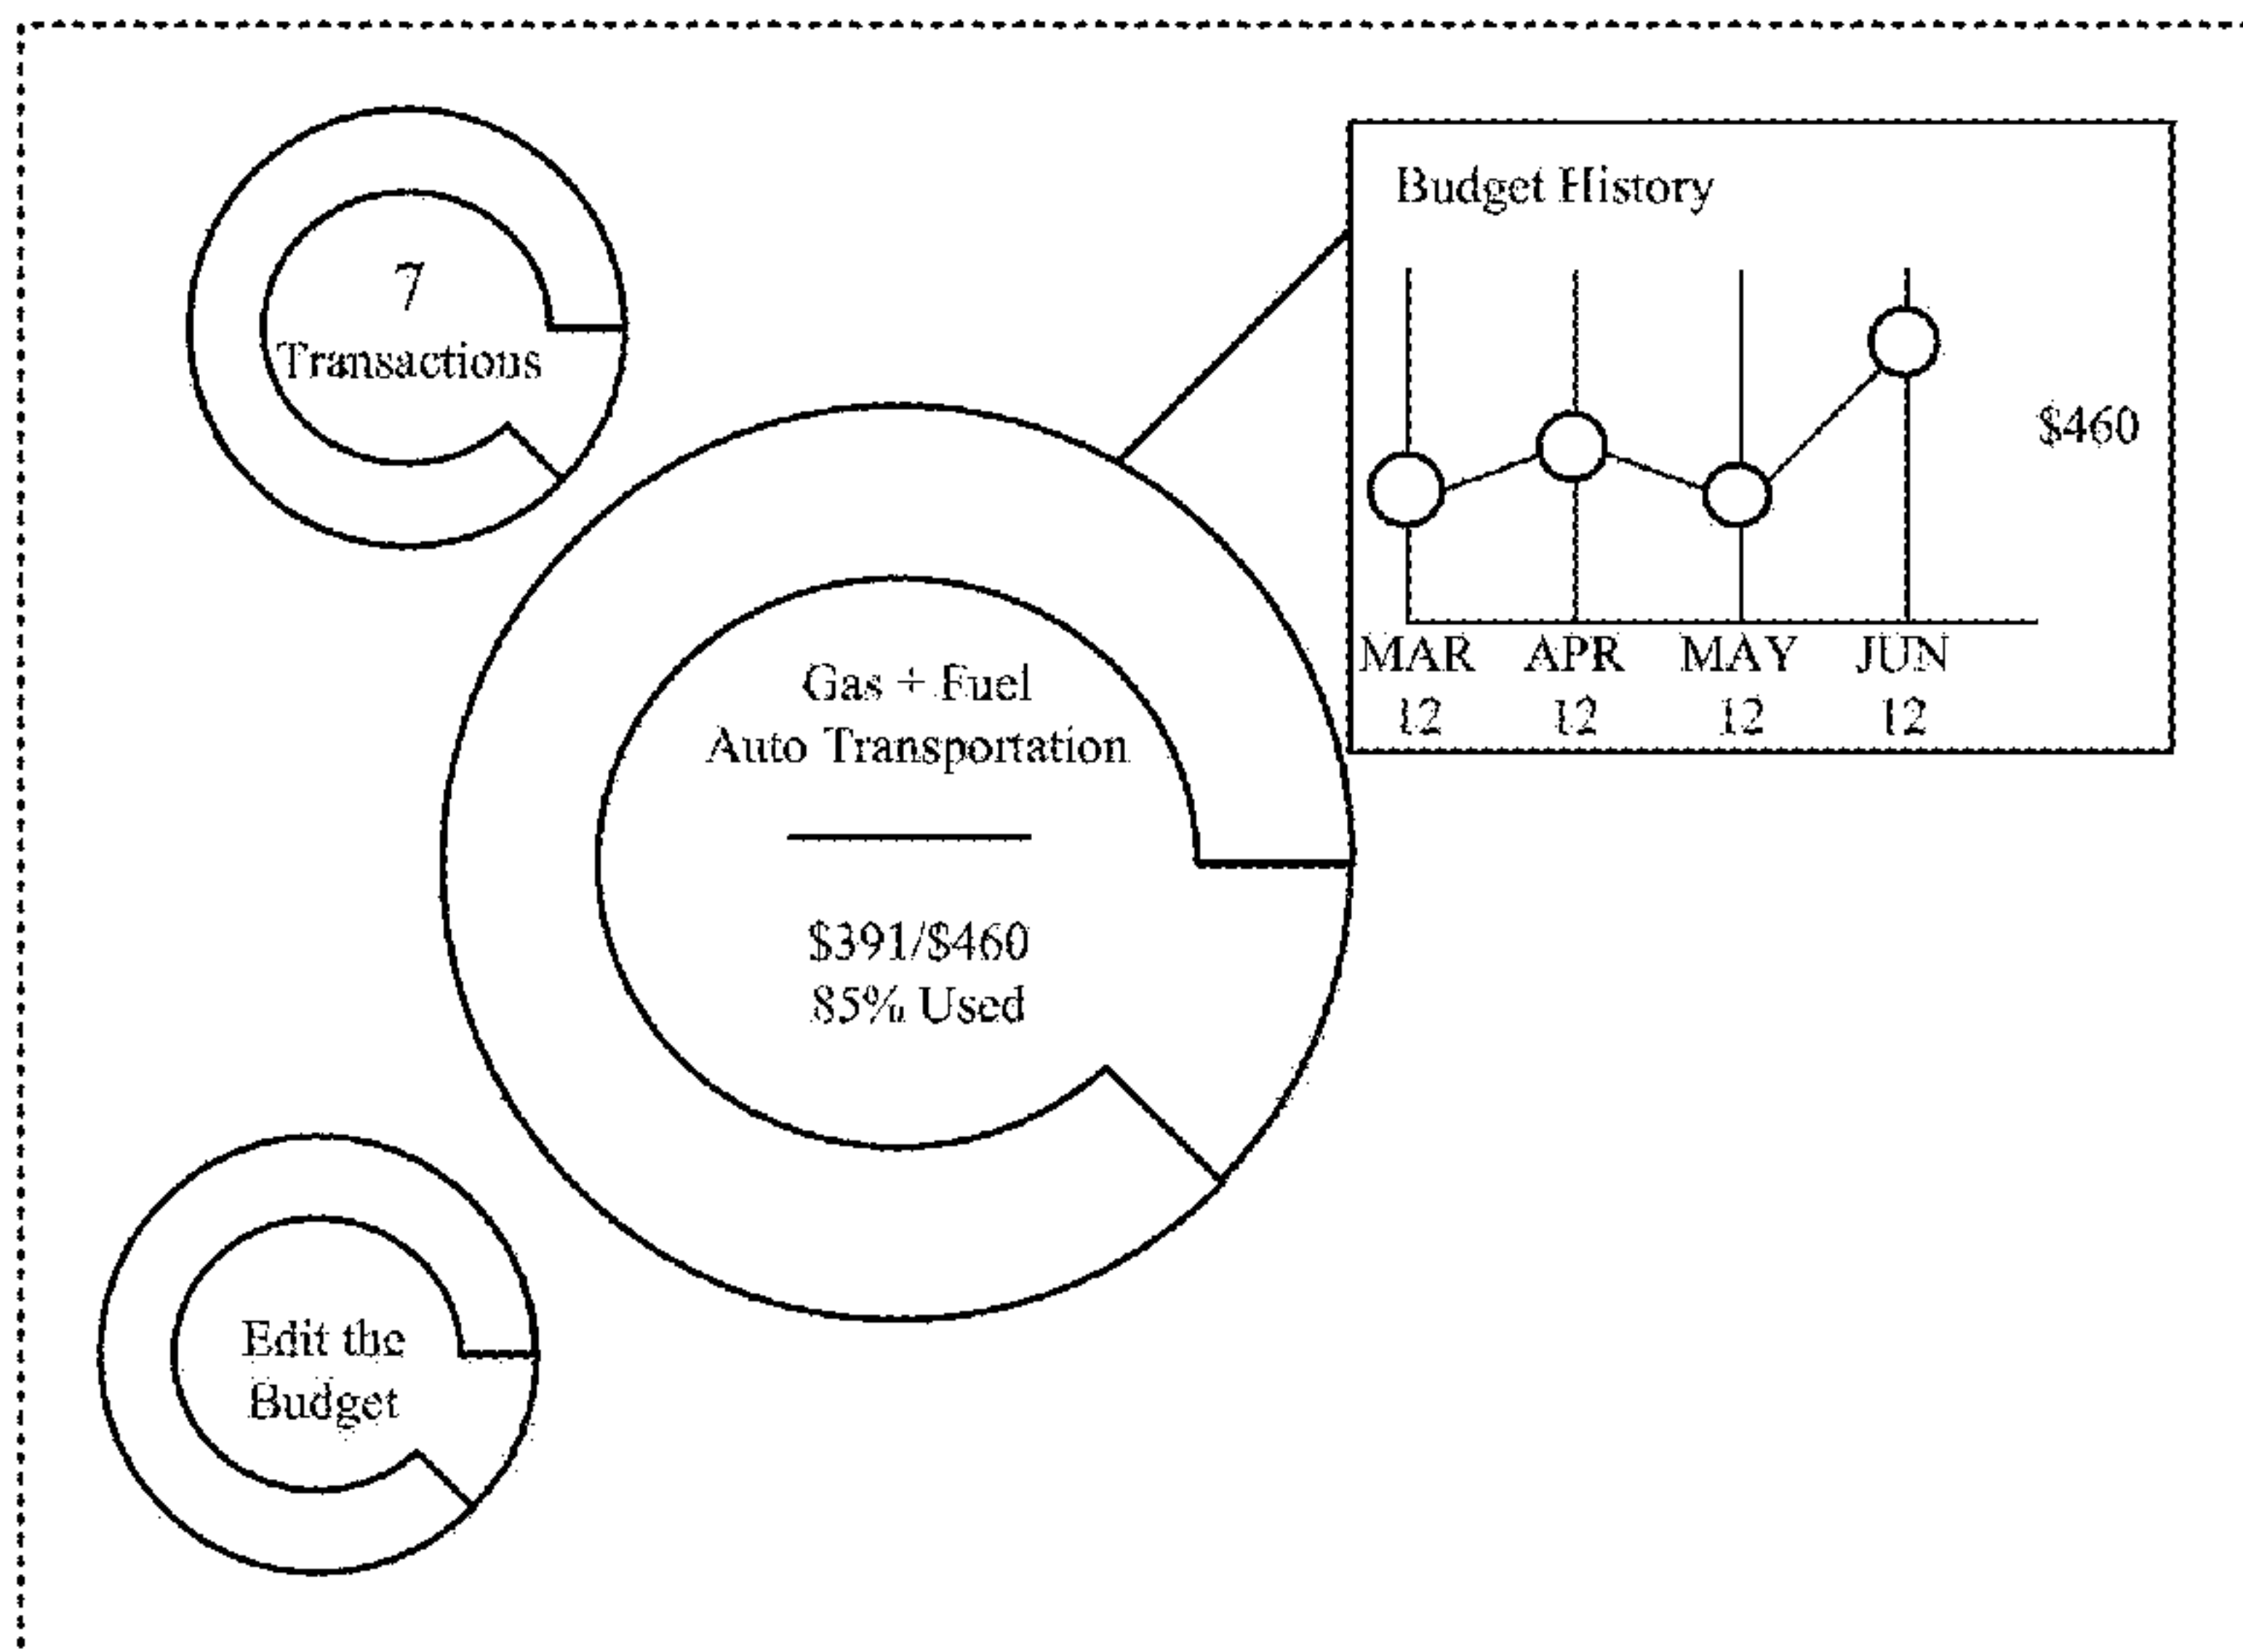 7
Transactions
Budget History
$460
MAR APR MAY JUN
12 12 12 12
Gas + Fuel
Auto Transportation
$391/$460
85% Used
Edit the
Budget